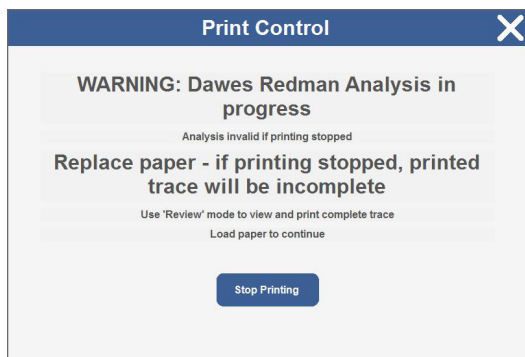 Print Control
WARNING: Dawes Redman Analysis in
progress
Analysis invalid if printing stopped
Replace paper - if printing stopped, printed
trace will be incomplete
Use 'Review' mode to view and print complete trace
Load paper to continue
Stop Printing